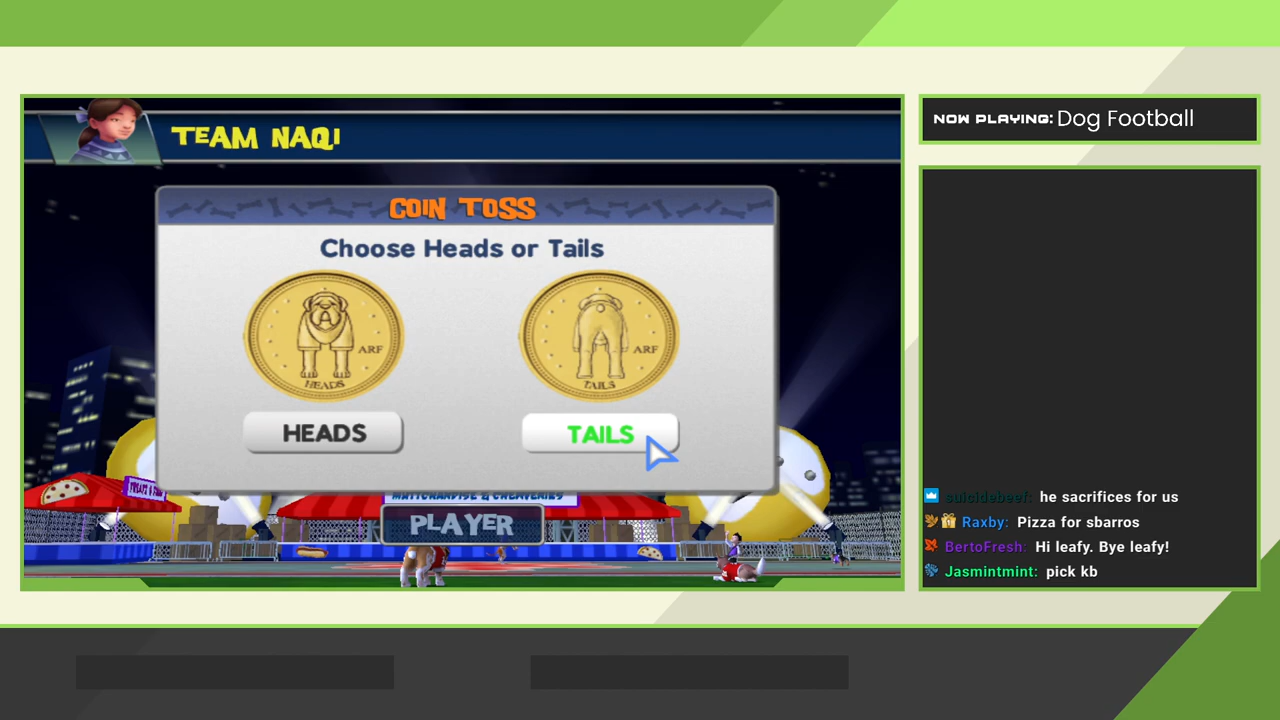 TEAM NAQI
COIN TOSS
Choose Heads or Tails
ARF
HEADS
ARF
TAILS
HEADS
TAILS
PLAYER
NOW PLAYING: Dog Football
suicidebeef: he sacrifices for us
Raxby: Pizza for sbarros
BertoFresh: Hi leafy. Bye leafy!
Jasmintmint: pick kb